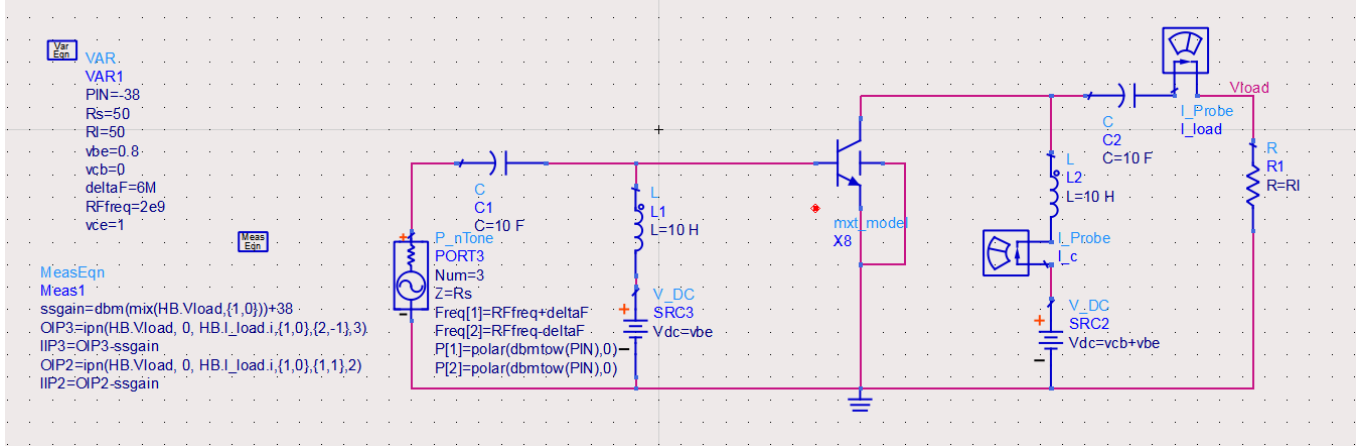 Var
Eqn
VAR
VAR1
PIN=-38
Rs=50
Rl=50
vbe=0.8
vcb=0
deltaF=6M
RFfreq=2e9
vce=1
Meas
Eqn
MeasEqn
Meas1
ssgain=dbm(mix(HB.Vload,{1,0}))+38
OIP3=ipn(HB.Vload, 0, HB.I_load.i,{1,0},{2,-1},3)
IIP3=OIP3-ssgain
OIP2=ipn(HB.Vload, 0, HB.I_load.i,{1,0},{1,1},2)
IIP2=OIP2-ssgain
C
C1
C=10 F
P_nTone
PORT3
Num=3
Z=Rs
Freq[1]=RFfreq+deltaF
Freq[2]=RFfreq-deltaF
P[1]=polar(dbmtow(PIN),0)
P[2]=polar(dbmtow(PIN),0)
L
L1
L=10 H
V_DC
SRC3
Vdc=vbe
mxt_model
X8
L
L2
L=10 H
I_Probe
I_c
V_DC
SRC2
Vdc=vcb+vbe
C
C2
C=10 F
I_Probe
I_load
Vload
R
R1
R=Rl